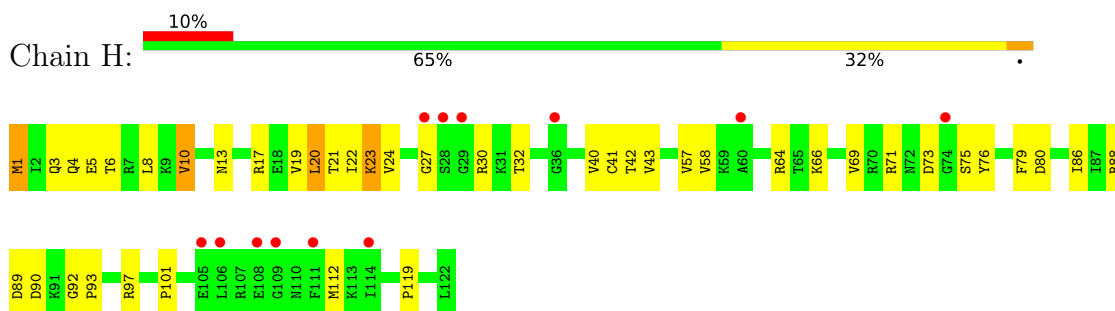 10%
Chain H:
65% 32% •
M1 I2 Q3 Q4 E5 T6 R7 L8 K9 V10 N13 R17 E18 V19 L20 T21 I22 K23 V24 G27 S28 G29 R30 K31 T32 G36 V40 C41 T42 V43 V57 V58 K59 A60 R64 T65 K66 V69 R70 R71 N72 D73 G74 S75 Y76 F79 D80 I86 I87 R88
D89 D90 K91 G92 P93 R97 P101 E105 L106 R107 E108 G109 N110 F111 M112 K113 I114 P119 L122